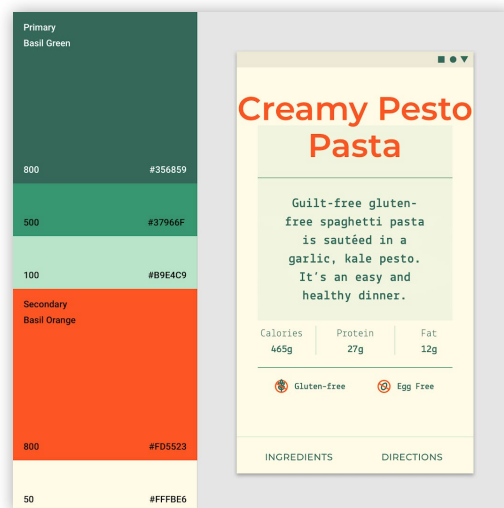 Primary
Basil Green
800 #356859
500 #37966F
100 #B9E4C9
Secondary
Basil Orange
800 #FD5523
50 #FFFBE6
Creamy Pesto
Pasta
Guilt-free gluten-
free spaghetti pasta
is sautéed in a
garlic, kale pesto.
It's an easy and
healthy dinner.
Calories Protein Fat
465g 27g 12g
Gluten-free Egg Free
INGREDIENTS DIRECTIONS